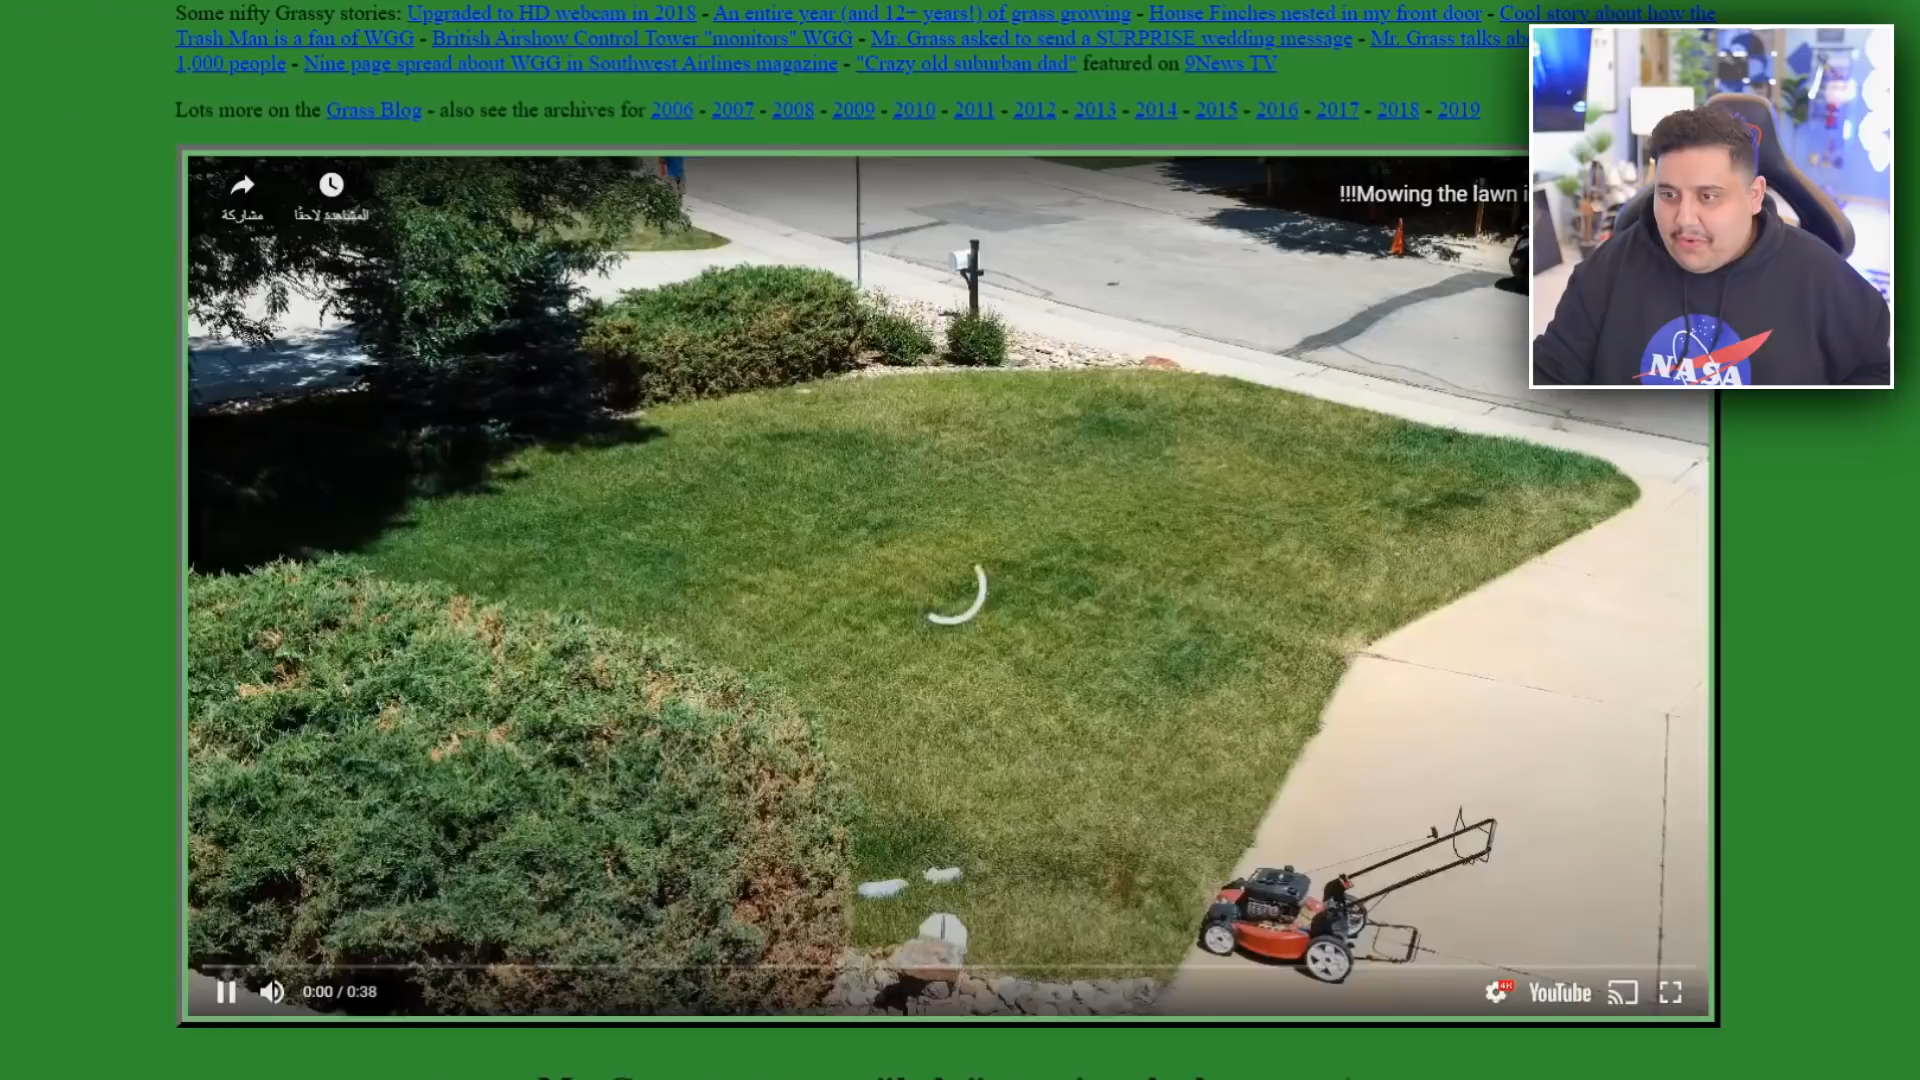 Some nifty Grassy stories: Upgraded to HD webcam in 2018 - An entire year (and 12+ years!) of grass growing - House Finches nested in my front door - Cool story about how the
Trash Man is a fan of WGG - British Airshow Control Tower "monitors" WGG - Mr. Grass asked to send a SURPRISE wedding message - Mr. Grass talks
1,000 people - Nine page spread about WGG in Southwest Airlines magazine - "Crazy old suburban dad" featured on 9News TV
Lots more on the Grass Blog - also see the archives for 2006 - 2007 - 2008 - 2009 - 2010 - 2011 - 2012 - 2013 - 2014 - 2015 - 2016 - 2017 - 2018 - 2019
!!!Mowing the lawn
مشاركة
المشاهدة لاحقًا
NASA
0:00 / 0:38
4K
YouTube